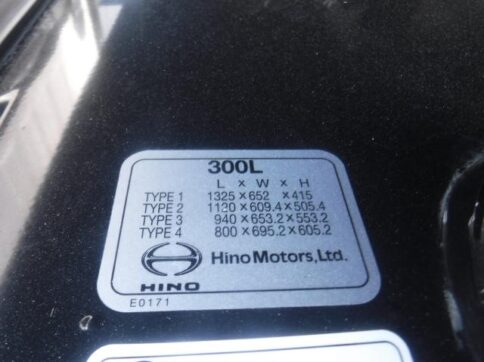 300L
L × W × H
TYPE 1 1325×652 ×415
TYPE 2 1130×609.4×505.4
TYPE 3 940×653.2×553.2
TYPE 4 800×695.2×605.2
HINO
Hino Motors, Ltd.
E0171